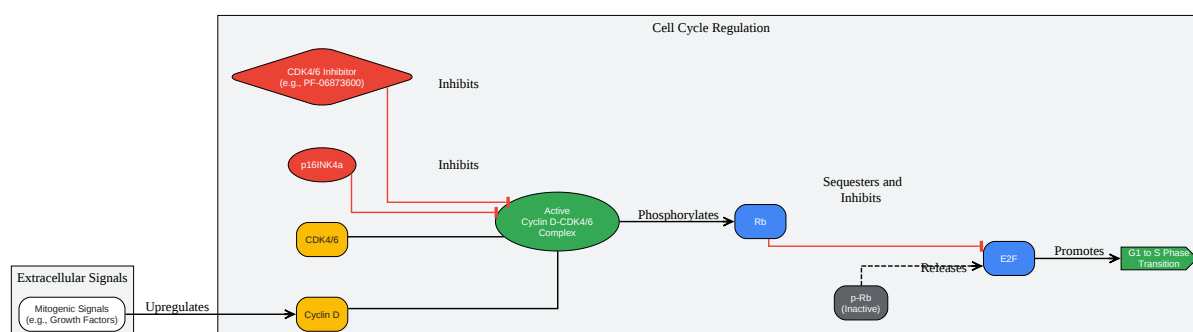 Cell Cycle Regulation
CDK4/6 Inhibitor
(e.g., PF-06873600)
Inhibits
p16INK4a
Inhibits
Sequesters and
Inhibits
Active
Cyclin D-CDK4/6
Complex
Phosphorylates
Rb
CDK4/6
E2F
Promotes
G1 to S Phase
Transition
Releases
Extracellular Signals
Mitogenic Signals
(e.g., Growth Factors)
Upregulates
Cyclin D
p-Rb
(Inactive)